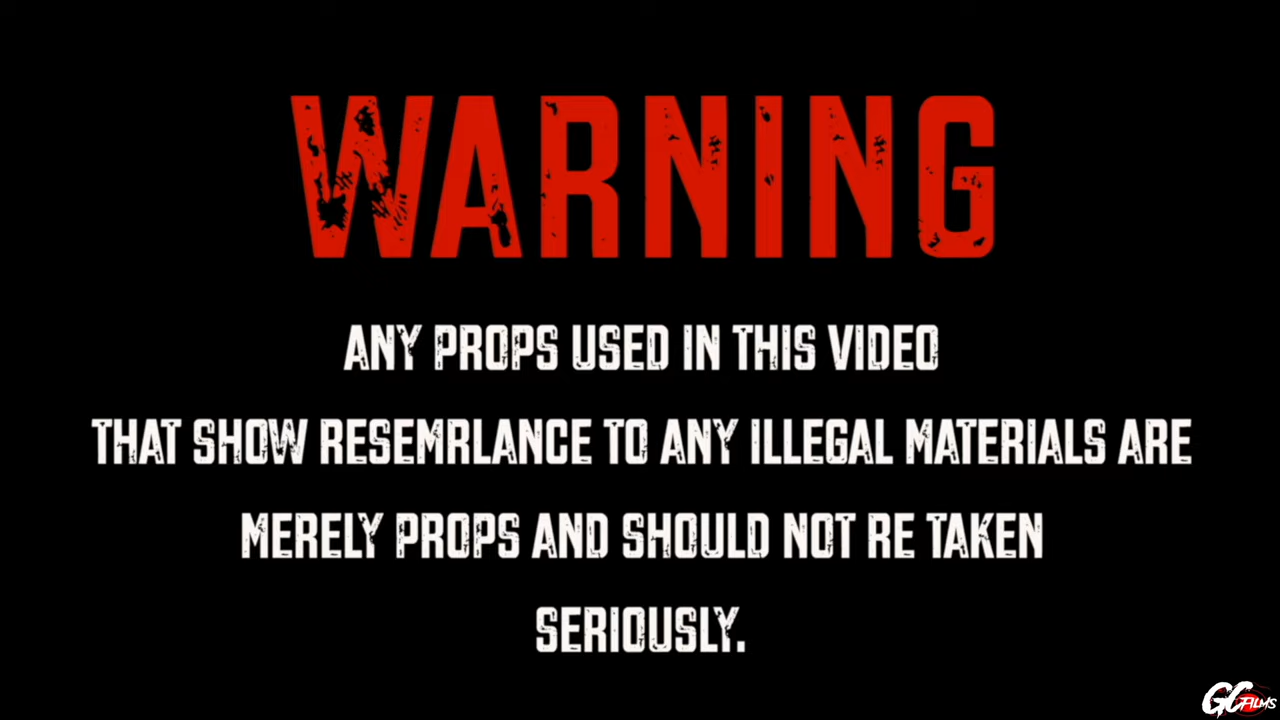 WARNING
ANY PROPS USED IN THIS VIDEO
THAT SHOW RESEMRLANCE TO ANY ILLEGAL MATERIALS ARE
MERELY PROPS AND SHOULD NOT RE TAKEN
SERIOUSLY.
GC FILMS